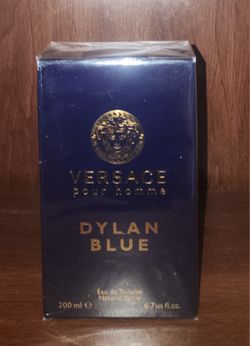 VERSACE
pour homme
DYLAN
BLUE
Eau de Toilette
Natural Spray
200 ml ℮ 6.7 us fl.oz.